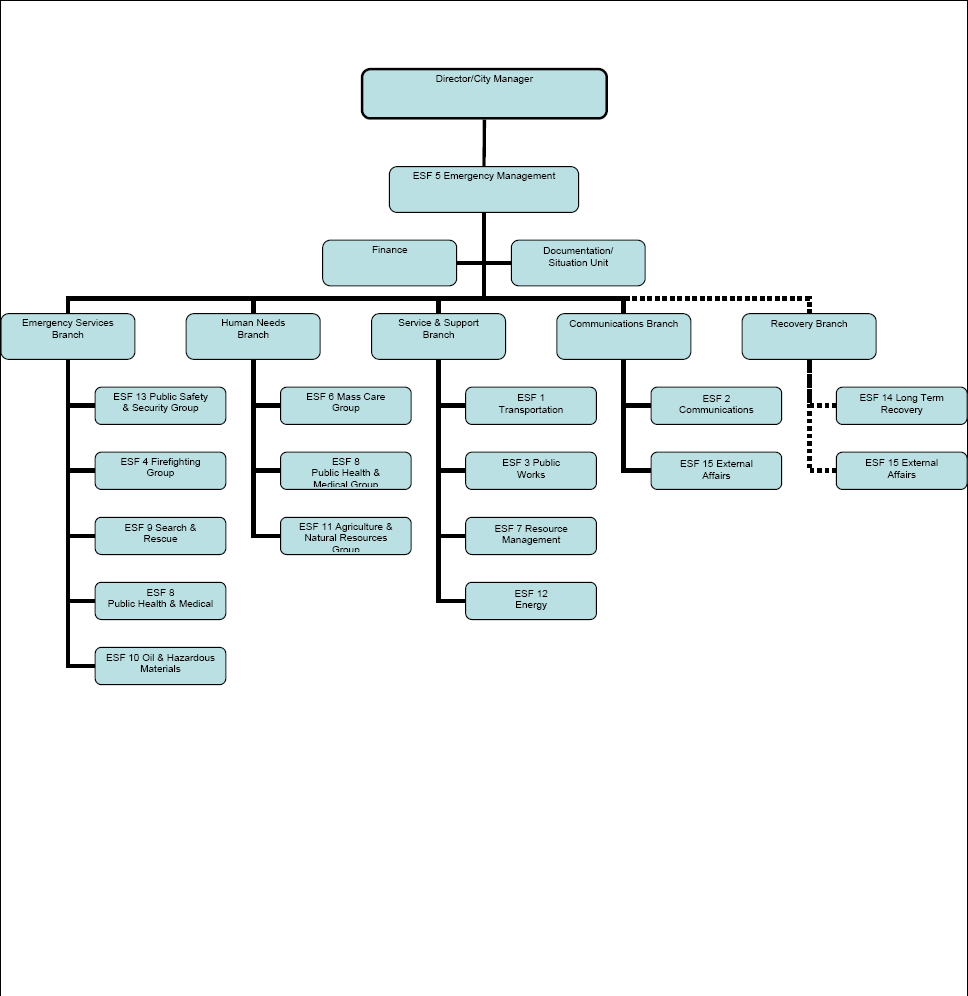 Director/City Manager
ESF 5 Emergency Management
Finance
Documentation/
Situation Unit
Emergency Services
Branch
Human Needs
Branch
Service & Support
Branch
Communications Branch
Recovery Branch
ESF 13 Public Safety
& Security Group
ESF 4 Firefighting
Group
ESF 9 Search &
Rescue
ESF 8
Public Health & Medical
ESF 10 Oil & Hazardous
Materials
ESF 6 Mass Care
Group
ESF 8
Public Health &
Medical Group
ESF 11 Agriculture &
Natural Resources
Group
ESF 1
Transportation
ESF 3 Public
Works
ESF 7 Resource
Management
ESF 12
Energy
ESF 2
Communications
ESF 15 External
Affairs
ESF 14 Long Term
Recovery
ESF 15 External
Affairs